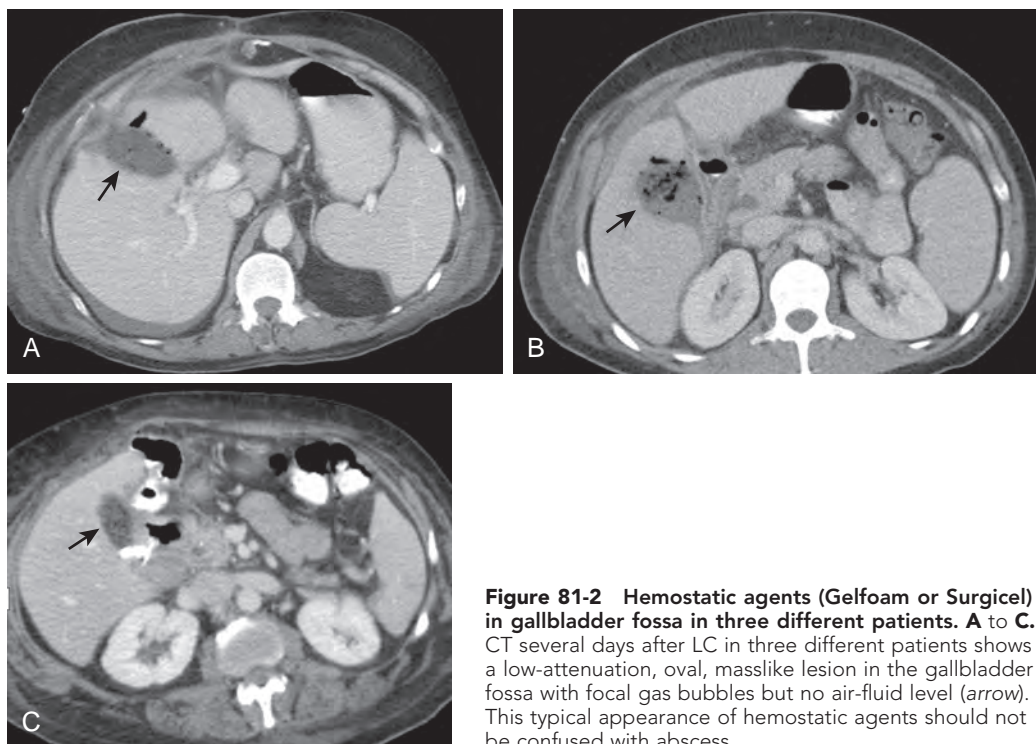 A
B
C
Figure 81-2 Hemostatic agents (Gelfoam or Surgicel)
in gallbladder fossa in three different patients. A to C.
CT several days after LC in three different patients shows
a low-attenuation, oval, masslike lesion in the gallbladder
fossa with focal gas bubbles but no air-fluid level (arrow).
This typical appearance of hemostatic agents should not
be confused with abscess.